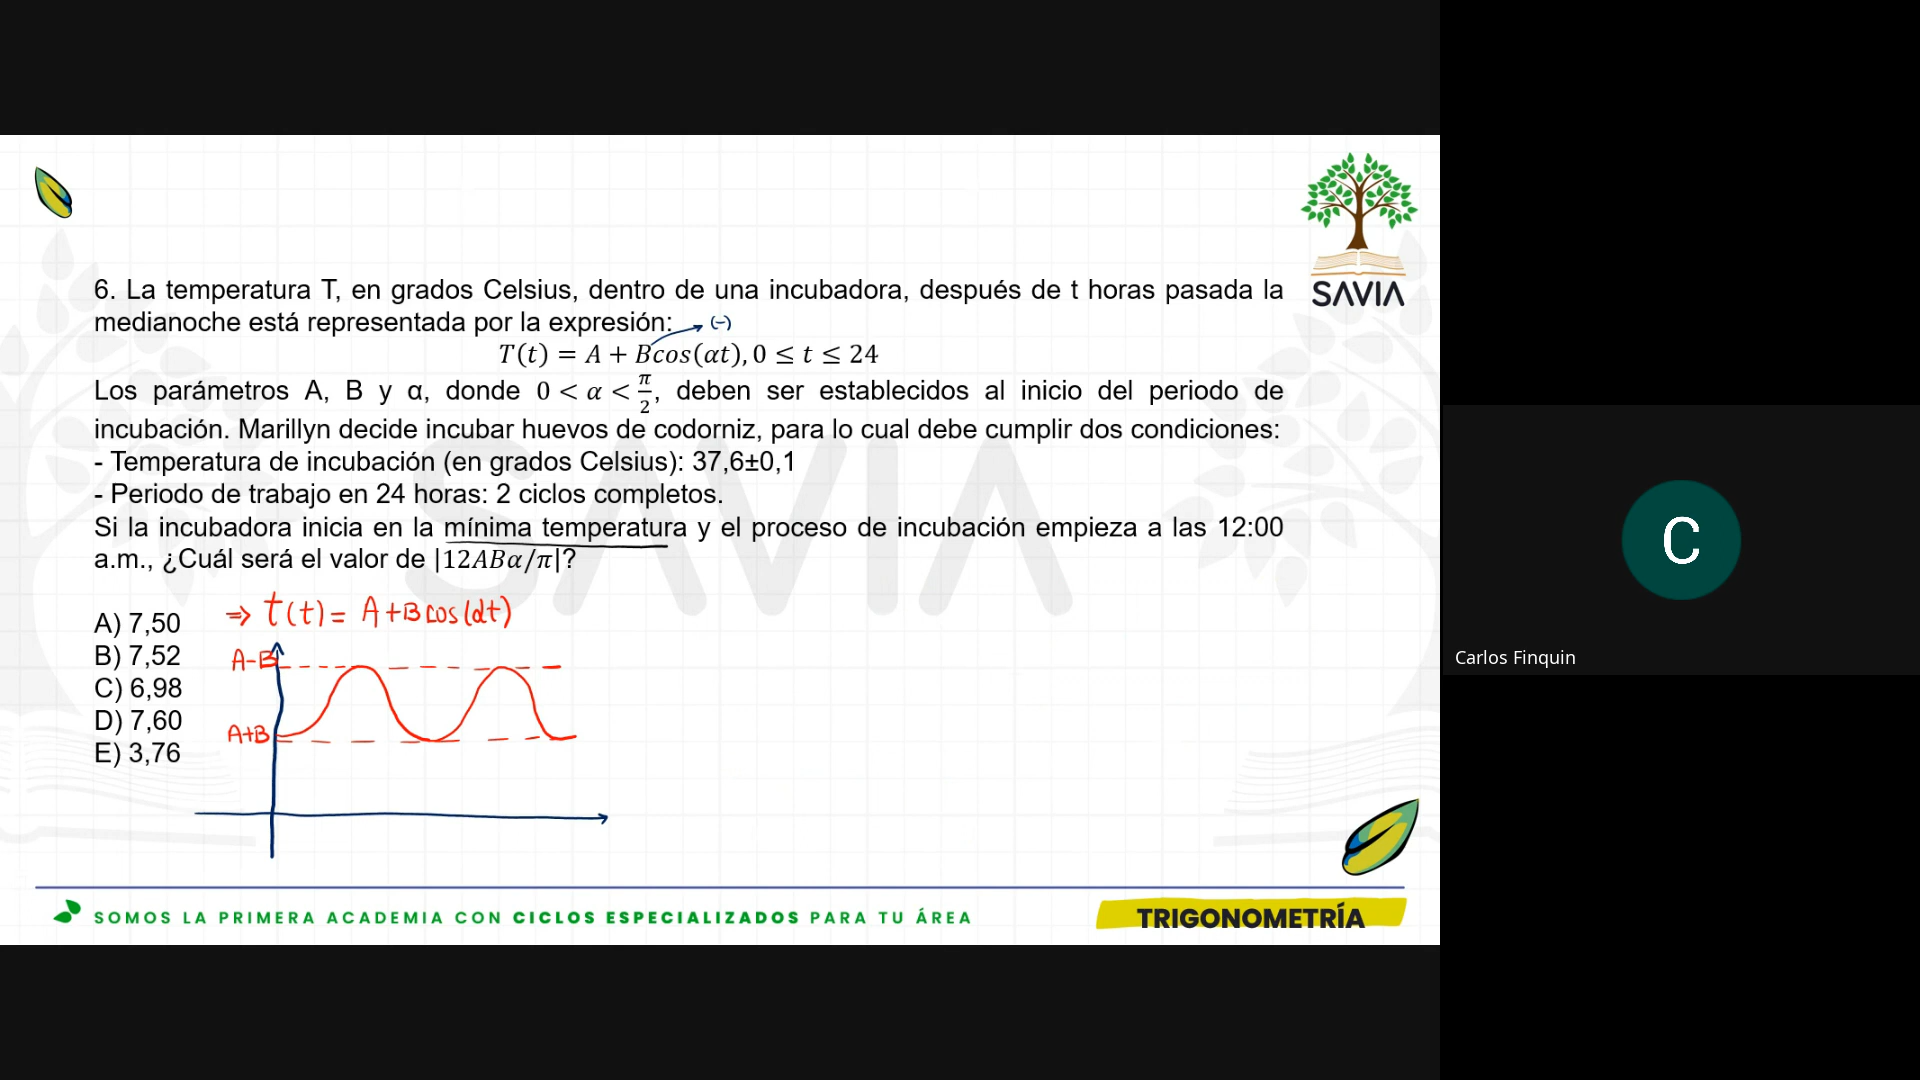 SAVIA
6. La temperatura T, en grados Celsius, dentro de una incubadora, después de t horas pasada la
medianoche está representada por la expresión: (-)
T(t) = A + Bcos(αt), 0 ≤ t ≤ 24
Los parámetros A, B y α, donde 0 < α < π/2, deben ser establecidos al inicio del periodo de
incubación. Marillyn decide incubar huevos de codorniz, para lo cual debe cumplir dos condiciones:
- Temperatura de incubación (en grados Celsius): 37,6±0,1
- Periodo de trabajo en 24 horas: 2 ciclos completos.
Si la incubadora inicia en la mínima temperatura y el proceso de incubación empieza a las 12:00
a.m., ¿Cuál será el valor de |12ABα/π|?
A) 7,50
B) 7,52
C) 6,98
D) 7,60
E) 3,76
⇒ t(t) = A+B cos(αt)
A-B
A+B
SAVIA
SOMOS LA PRIMERA ACADEMIA CON CICLOS ESPECIALIZADOS PARA TU ÁREA
TRIGONOMETRÍA
C
Carlos Finquin